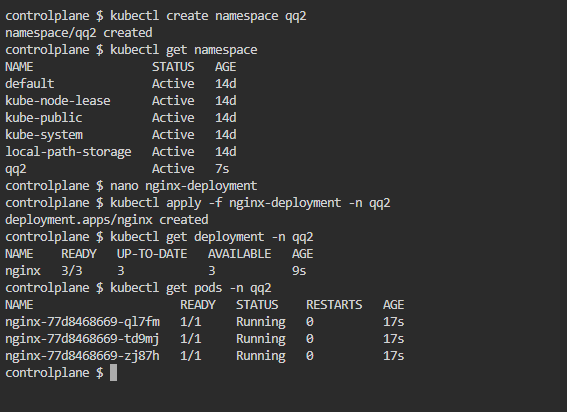 controlplane $ kubectl create namespace qq2
namespace/qq2 created
controlplane $ kubectl get namespace
NAME                 STATUS   AGE
default              Active   14d
kube-node-lease      Active   14d
kube-public          Active   14d
kube-system          Active   14d
local-path-storage   Active   14d
qq2                  Active   7s
controlplane $ nano nginx-deployment
controlplane $ kubectl apply -f nginx-deployment -n qq2
deployment.apps/nginx created
controlplane $ kubectl get deployment -n qq2
NAME    READY   UP-TO-DATE   AVAILABLE   AGE
nginx   3/3     3            3           9s
controlplane $ kubectl get pods -n qq2
NAME                     READY   STATUS    RESTARTS   AGE
nginx-77d8468669-ql7fm   1/1     Running   0          17s
nginx-77d8468669-td9mj   1/1     Running   0          17s
nginx-77d8468669-zj87h   1/1     Running   0          17s
controlplane $